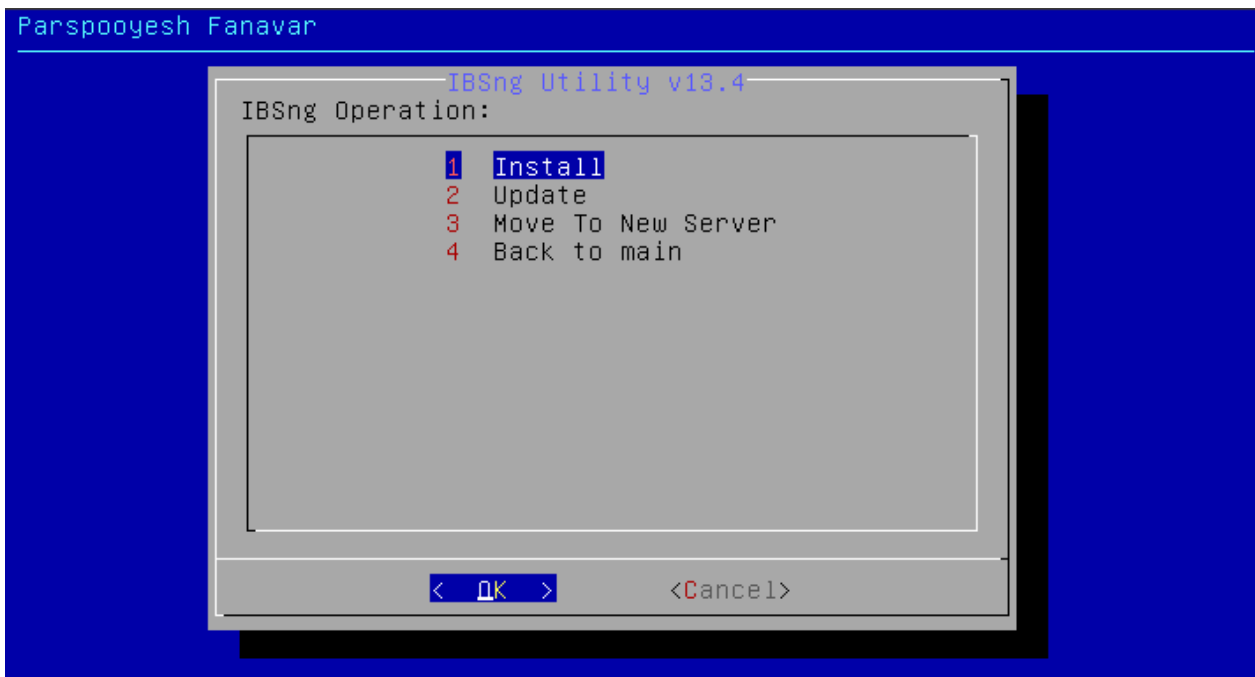 Parspooyesh Fanavar
IBSng Utility v13.4
IBSng Operation:
1 Install
2 Update
3 Move To New Server
4 Back to main
< OK > <Cancel>